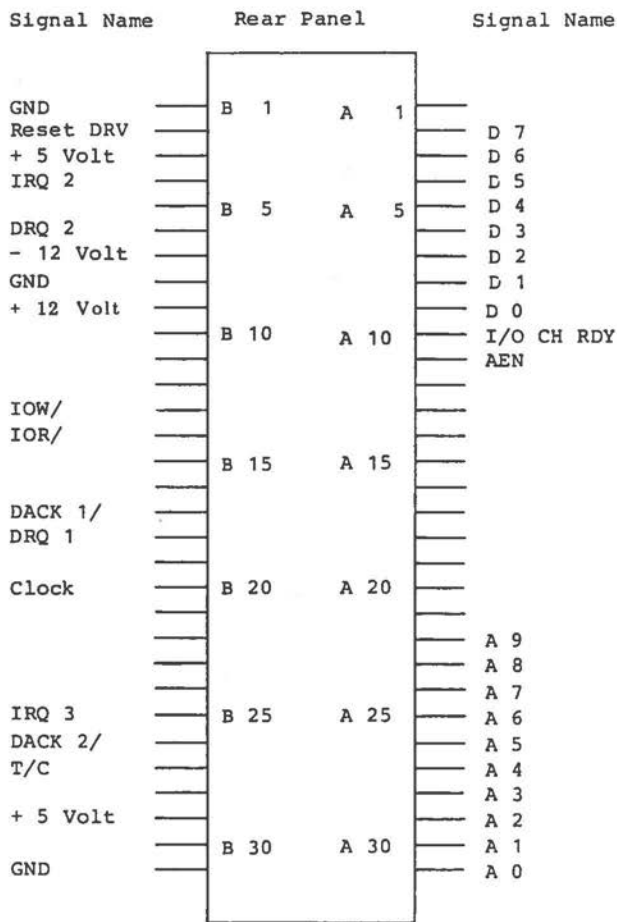 Signal Name Rear Panel Signal Name
GND B 1 A 1
Reset DRV D 7
+ 5 Volt D 6
IRQ 2 D 5
B 5 A 5 D 4
DRQ 2 D 3
- 12 Volt D 2
GND D 1
+ 12 Volt D 0
B 10 A 10 I/O CH RDY
AEN
IOW/
IOR/
B 15 A 15
DACK 1/
DRQ 1
Clock B 20 A 20
A 9
A 8
A 7
IRQ 3 B 25 A 25 A 6
DACK 2/ A 5
T/C A 4
A 3
+ 5 Volt A 2
B 30 A 30 A 1
GND A 0